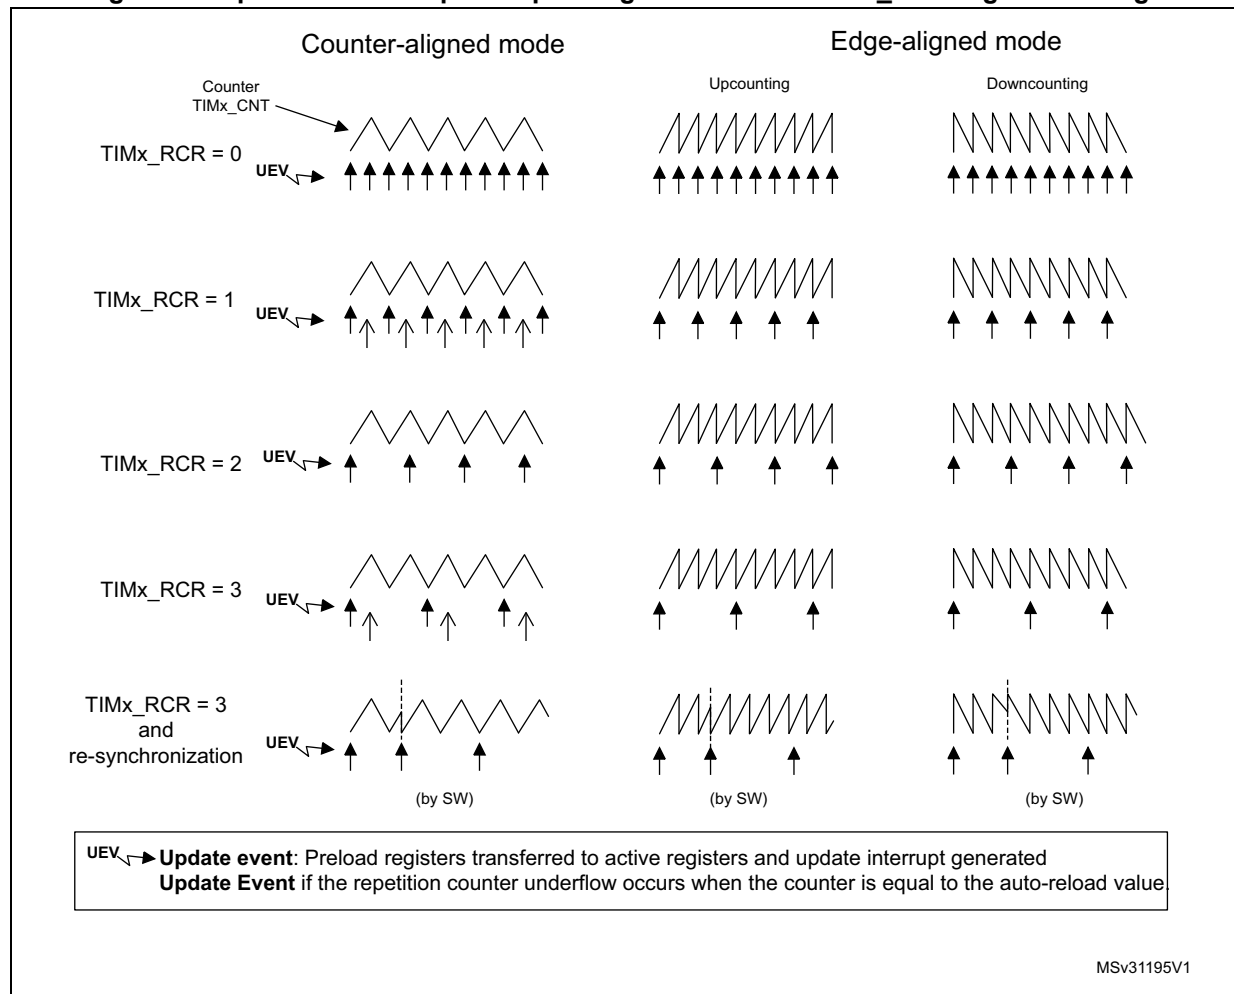 Counter-aligned mode
Edge-aligned mode
Counter
TIMx_CNT
Upcounting
Downcounting
TIMx_RCR = 0
UEV
TIMx_RCR = 1
UEV
TIMx_RCR = 2
UEV
TIMx_RCR = 3
UEV
TIMx_RCR = 3
and
re-synchronization
UEV
(by SW)
(by SW)
(by SW)
UEV Update event: Preload registers transferred to active registers and update interrupt generated
Update Event if the repetition counter underflow occurs when the counter is equal to the auto-reload value.
MSv31195V1